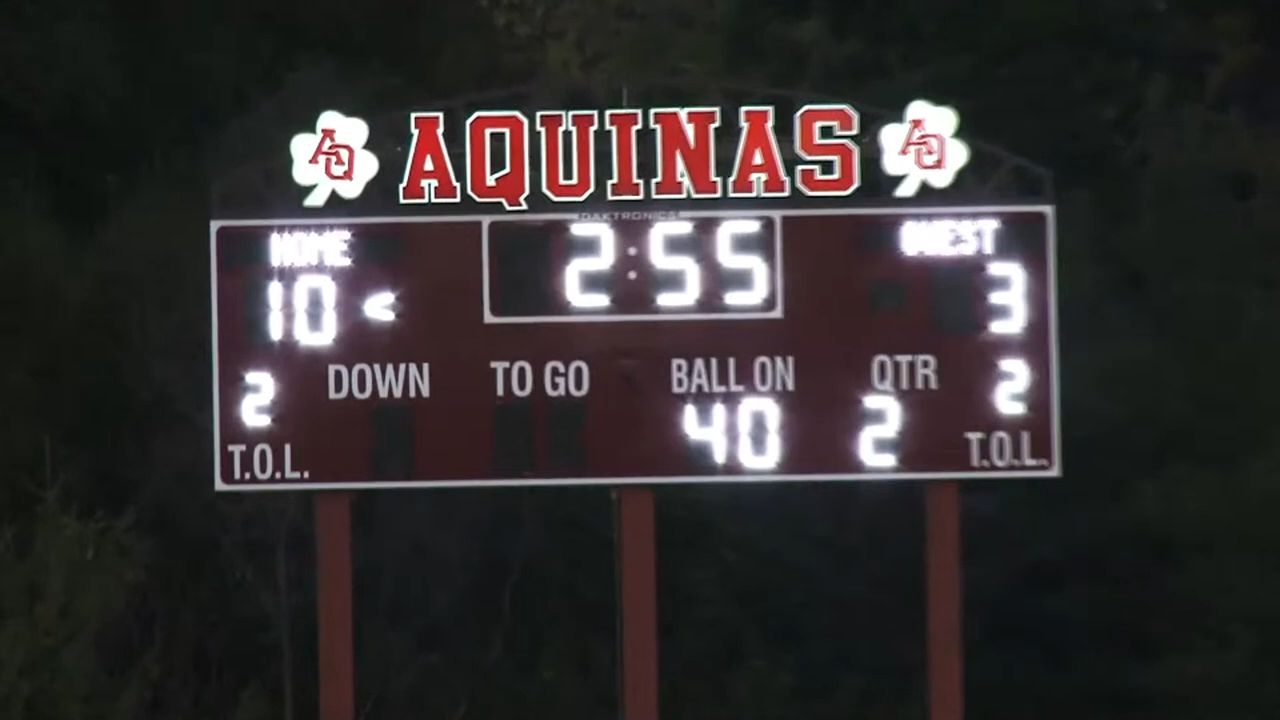 AQ AQUINAS AQ
DAKTRONICS
HOME 2:55 GUEST
10 < 3
DOWN TO GO BALL ON QTR
2 40 2 2
T.O.L. T.O.L.